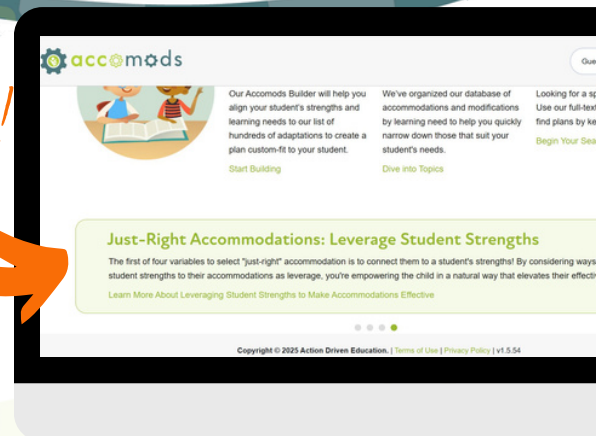 accomods
Gue
Our Accomods Builder will help you
align your student's strengths and
learning needs to our list of
hundreds of adaptations to create a
plan custom-fit to your student.
Start Building
We've organized our database of
accommodations and modifications
by learning need to help you quickly
narrow down those that suit your
student's needs.
Dive into Topics
Looking for a sp
Use our full-text
find plans by ke
Begin Your Sea
Just-Right Accommodations: Leverage Student Strengths
The first of four variables to select "just-right" accommodation is to connect them to a student's strengths! By considering ways
student strengths to their accommodations as leverage, you're empowering the child in a natural way that elevates their effecti
Learn More About Leveraging Student Strengths to Make Accommodations Effective
Copyright © 2025 Action Driven Education. | Terms of Use | Privacy Policy | v1.5.54